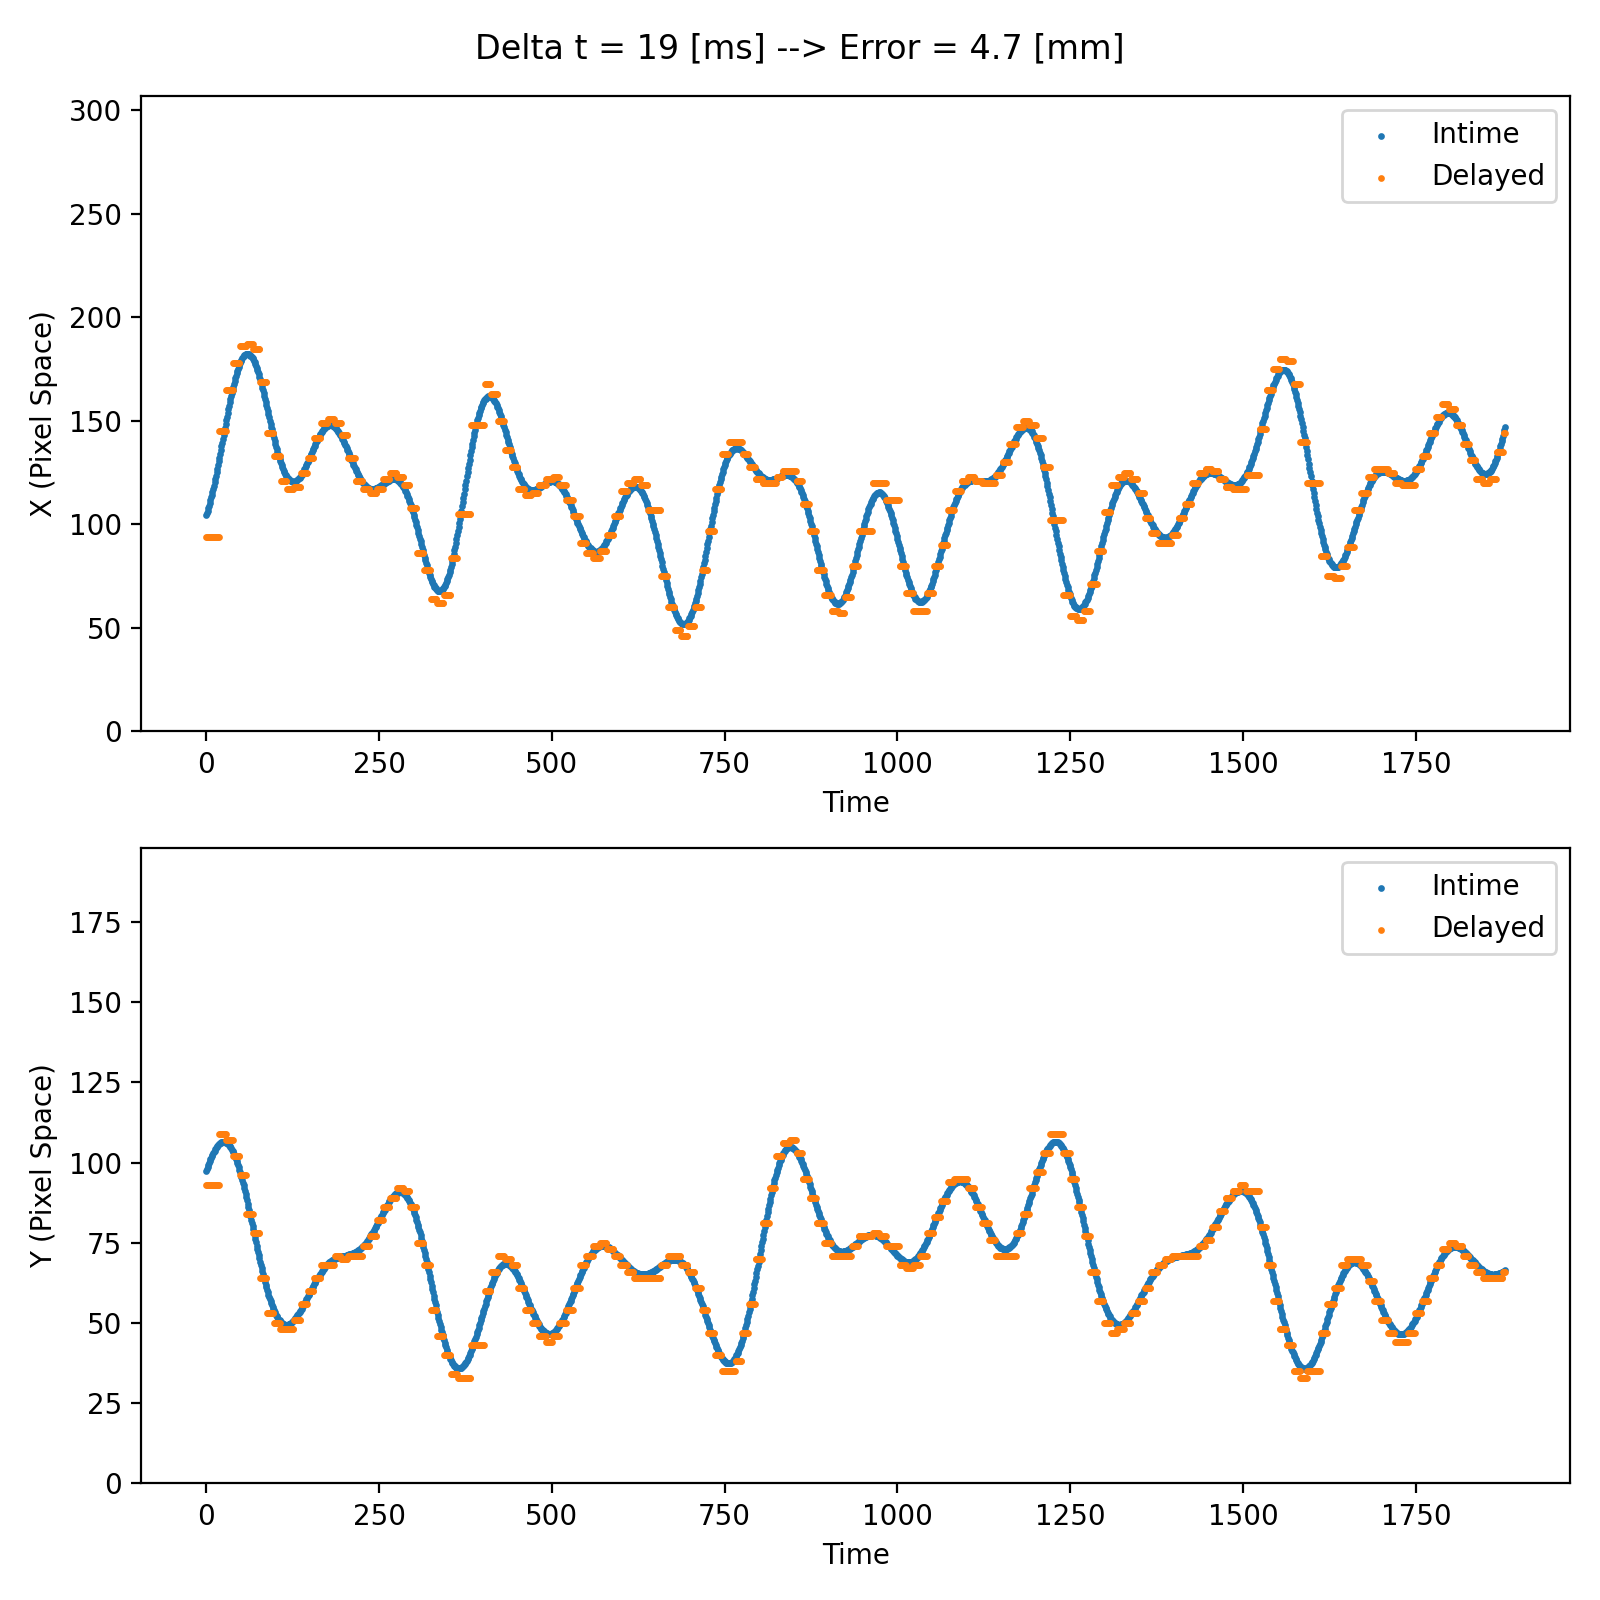 Delta t = 19 [ms] --> Error = 4.7 [mm]
300
250
200
150
100
50
0
X (Pixel Space)
Intime
Delayed
0 250 500 750 1000 1250 1500 1750
Time
175
150
125
100
75
50
25
0
Y (Pixel Space)
Intime
Delayed
0 250 500 750 1000 1250 1500 1750
Time